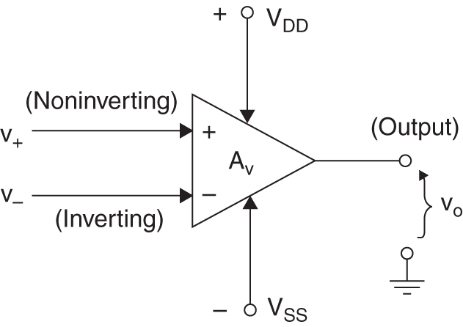 + V_DD
(Noninverting)
v_+
+
(Output)
A_v
v_–
–
(Inverting)
v_o
– V_SS